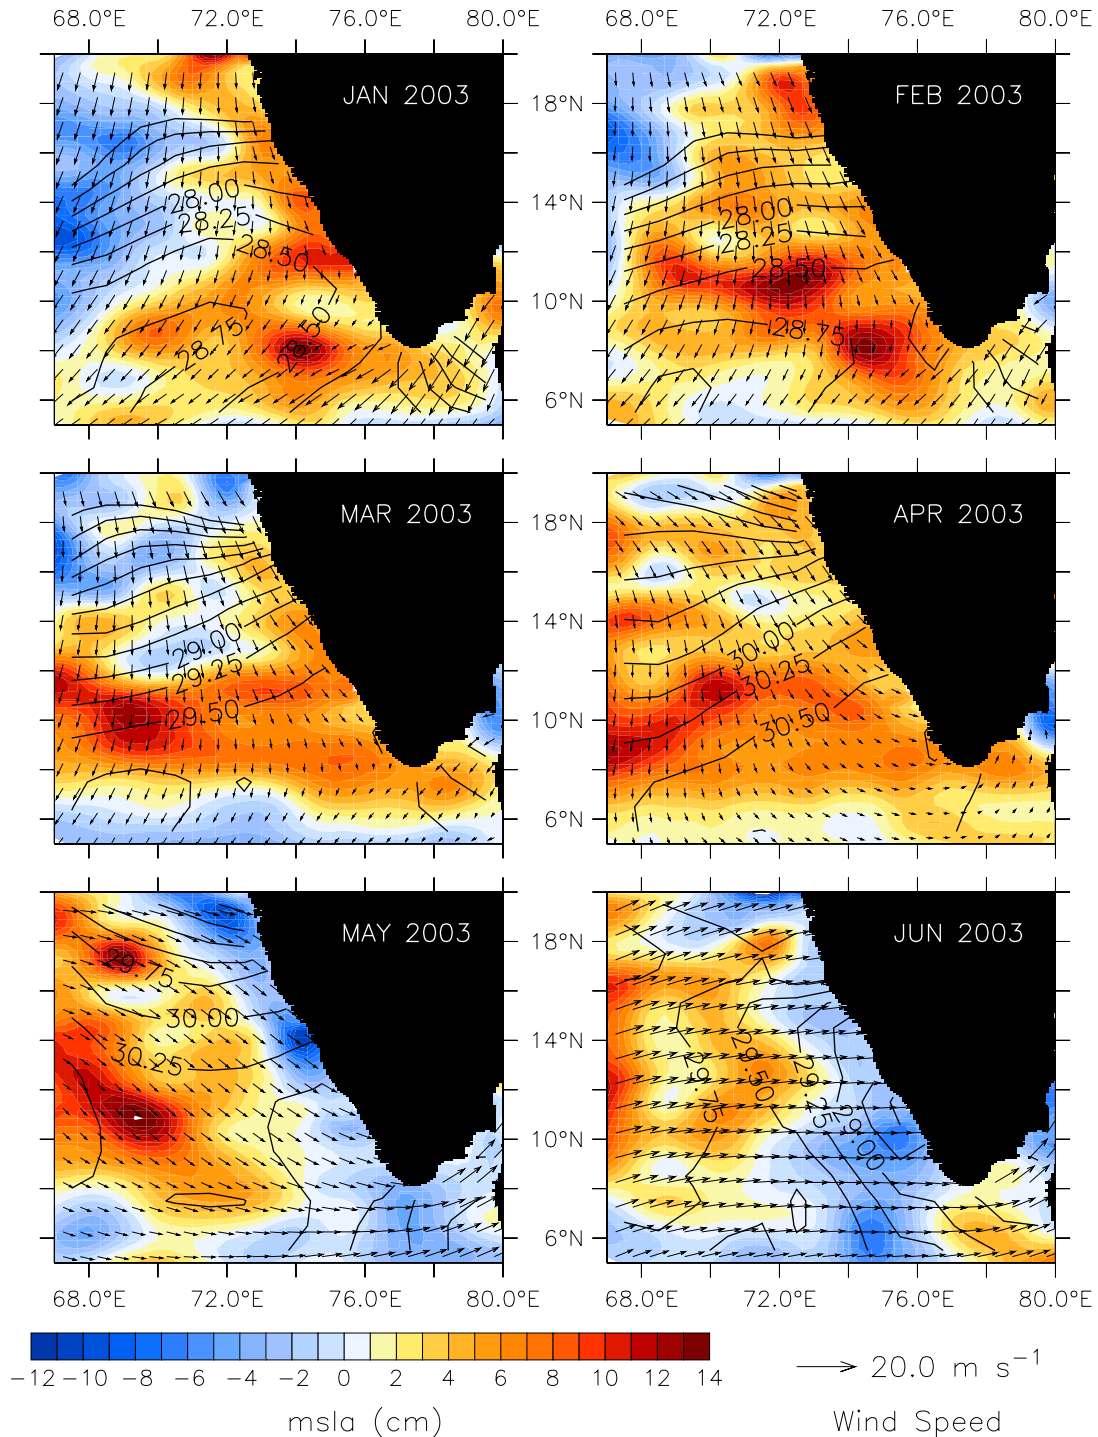 68.0°E 72.0°E 76.0°E 80.0°E 68.0°E 72.0°E 76.0°E 80.0°E
JAN 2003 FEB 2003
18°N
14°N
10°N
6°N
28.00
28.25
28.50
28.75
28.50
28.00
28.25
28.50
28.75
MAR 2003 APR 2003
18°N
14°N
10°N
6°N
29.00
29.25
29.50
30.00
30.25
30.50
MAY 2003 JUN 2003
18°N
14°N
10°N
6°N
29.75
30.00
30.25
29.75
29.50
29.25
29.00
68.0°E 72.0°E 76.0°E 80.0°E 68.0°E 72.0°E 76.0°E 80.0°E
−12 −10 −8 −6 −4 −2 0 2 4 6 8 10 12 14
20.0 m s⁻¹
msla (cm) Wind Speed